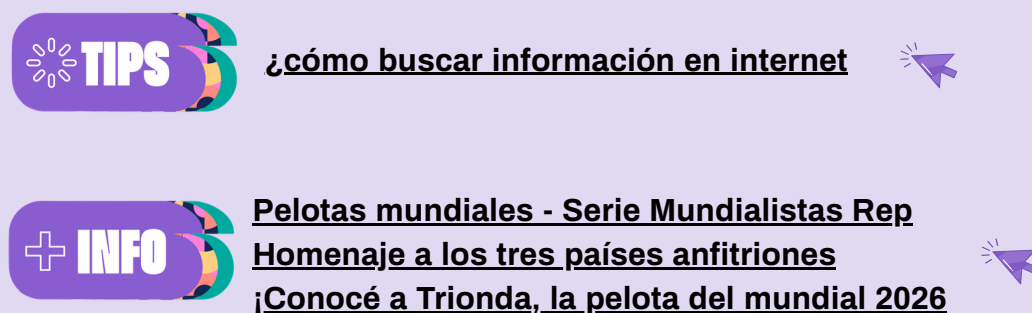 TIPS
¿cómo buscar información en internet
+ INFO
Pelotas mundiales - Serie Mundialistas Rep
Homenaje a los tres países anfitriones
¡Conocé a Trionda, la pelota del mundial 2026